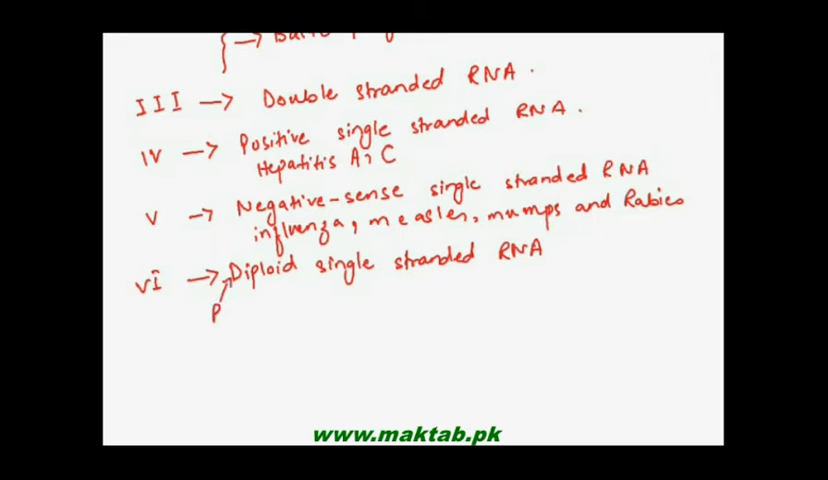 III → Double stranded RNA.
IV → Positive single stranded RNA.
Hepatitis A, C
V → Negative-sense single stranded RNA
influenza, measles, mumps and Rabies
VI → Diploid single stranded RNA
P
www.maktab.pk